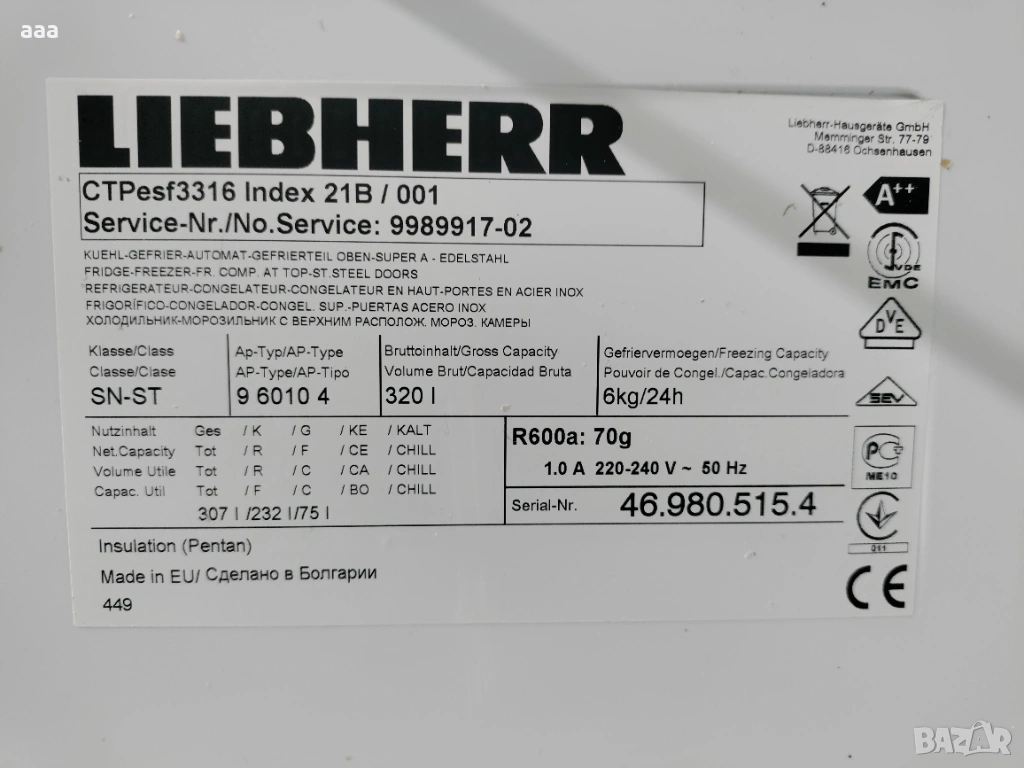 aaa
LIEBHERR
Liebherr-Hausgeräte GmbH
Memminger Str. 77-79
D-88416 Ochsenhausen
CTPesf3316 Index 21B / 001
Service-Nr./No.Service: 9989917-02
A++
VDE
EMC
KUEHL-GEFRIER-AUTOMAT-GEFRIERTEIL OBEN-SUPER A - EDELSTAHL
FRIDGE-FREEZER-FR. COMP. AT TOP-ST.STEEL DOORS
REFRIGERATEUR-CONGELATEUR-CONGELATEUR EN HAUT-PORTES EN ACIER INOX
FRIGORÍFICO-CONGELADOR-CONGEL. SUP.-PUERTAS ACERO INOX
ХОЛОДИЛЬНИК-МОРОЗИЛЬНИК С ВЕРХНИМ РАСПОЛОЖ. МОРОЗ. КАМЕРЫ
DVE
Klasse/Class Ap-Typ/AP-Type Bruttoinhalt/Gross Capacity Gefriervermoegen/Freezing Capacity
Classe/Clase AP-Type/AP-Tipo Volume Brut/Capacidad Bruta Pouvoir de Congel./Capac.Congeladora
SN-ST 9 6010 4 320 l 6kg/24h
SEV
Nutzinhalt Ges / K / G / KE / KALT
Net.Capacity Tot / R / F / CE / CHILL
Volume Utile Tot / R / C / CA / CHILL
Capac. Util Tot / F / C / BO / CHILL
307 l /232 l/75 l
R600a: 70g
1.0 A 220-240 V ~ 50 Hz
Serial-Nr. 46.980.515.4
ME10
011
Insulation (Pentan)
Made in EU/ Сделано в Болгарии
449
CE
BAZAR